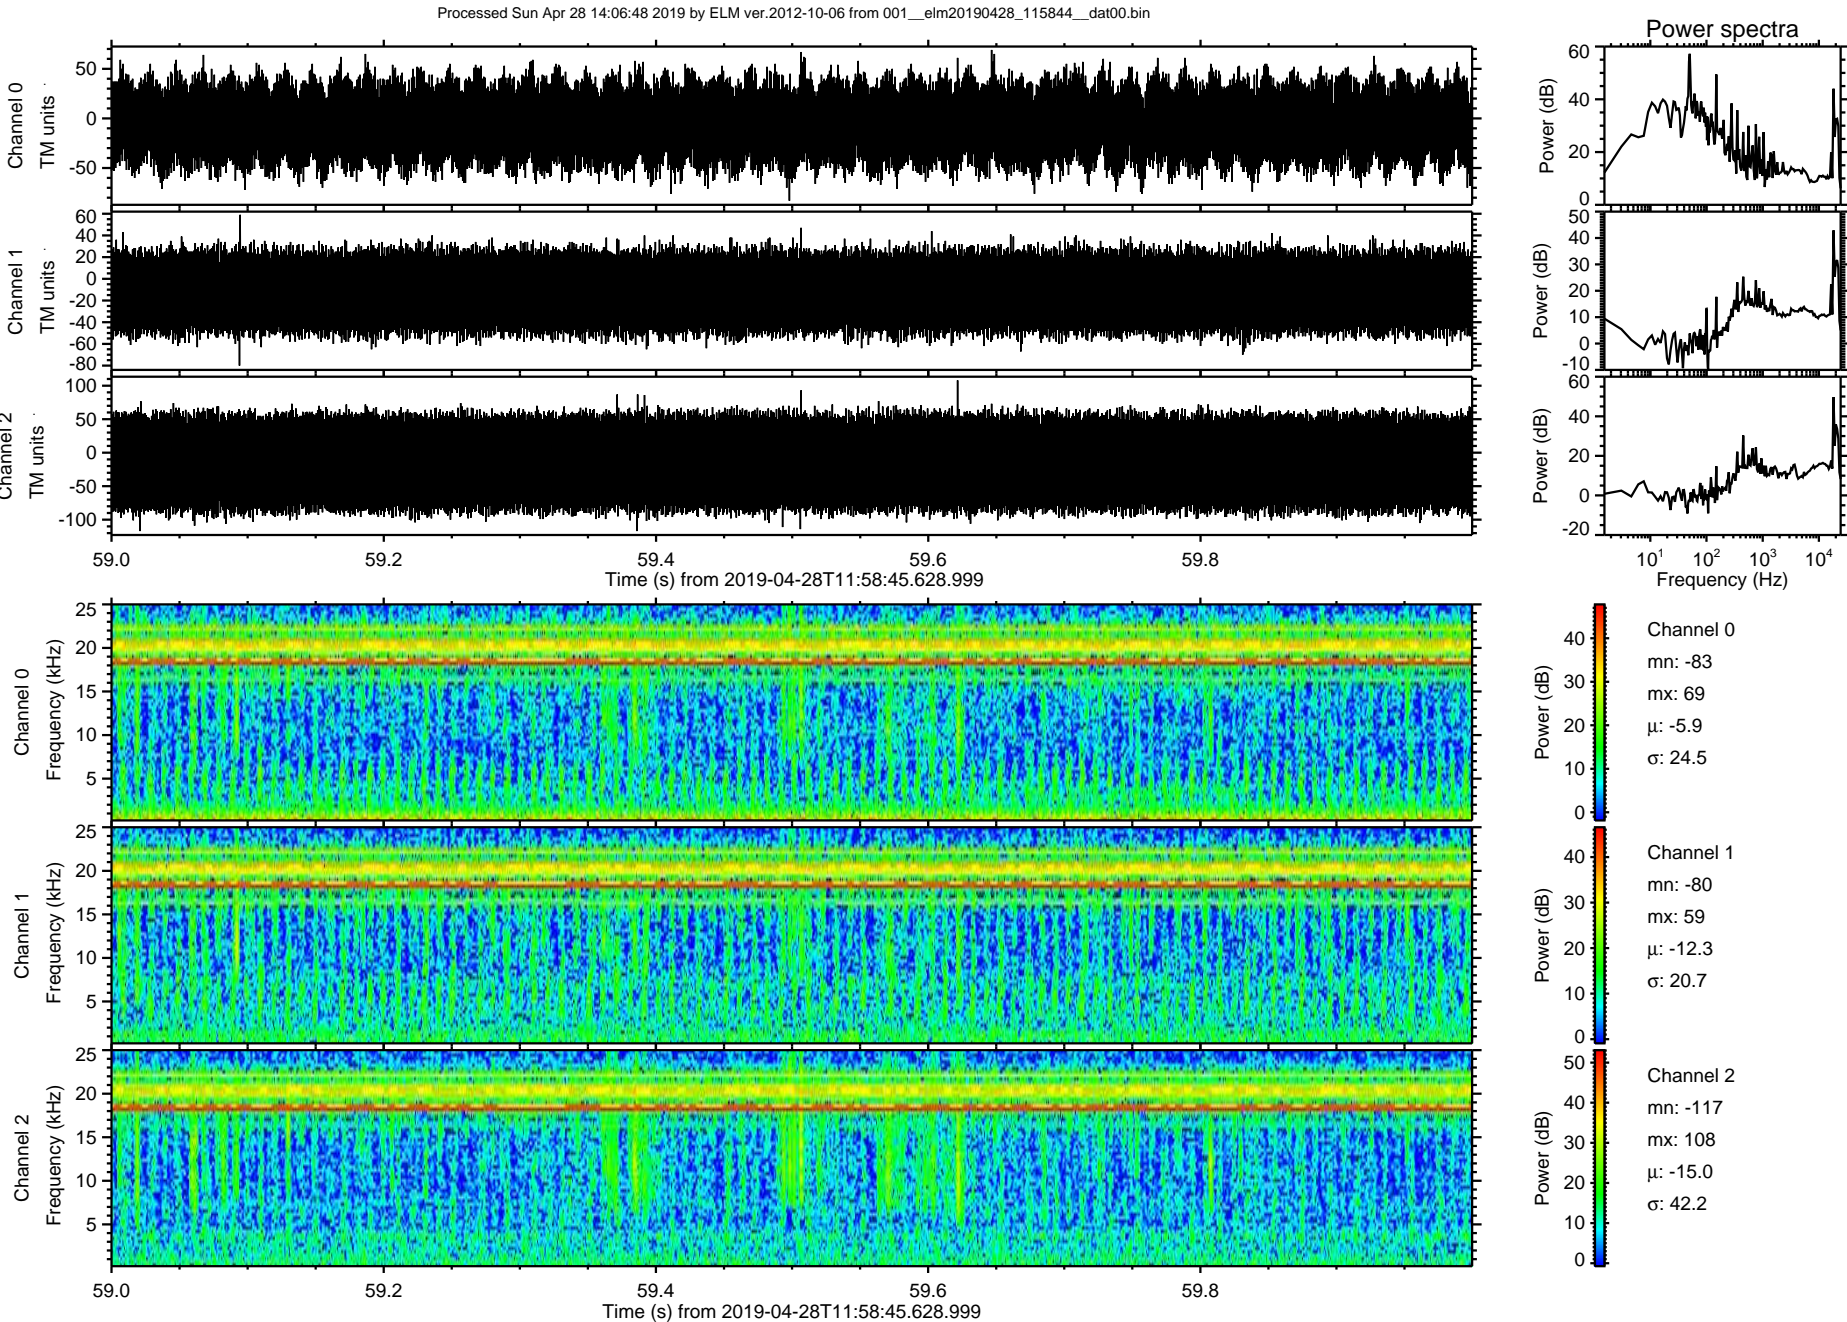 Processed Sun Apr 28 14:06:48 2019 by ELM ver.2012-10-06 from 001__elm20190428_115844__dat00.bin
Power spectra
Channel 0
TM units
50
0
-50
Power (dB)
60
40
20
0
Channel 1
TM units
60
40
20
0
-20
-40
-60
-80
Power (dB)
50
40
30
20
10
0
-10
Channel 2
TM units
100
50
0
-50
-100
Power (dB)
60
40
20
0
-20
59.0 59.2 59.4 59.6 59.8
Time (s) from 2019-04-28T11:58:45.628.999
10^1 10^2 10^3 10^4
Frequency (Hz)
Channel 0
Frequency (kHz)
25
20
15
10
5
Power (dB)
40
30
20
10
0
Channel 0
mn: -83
mx: 69
μ: -5.9
σ: 24.5
Channel 1
Frequency (kHz)
25
20
15
10
5
Power (dB)
40
30
20
10
0
Channel 1
mn: -80
mx: 59
μ: -12.3
σ: 20.7
Channel 2
Frequency (kHz)
25
20
15
10
5
Power (dB)
50
40
30
20
10
0
Channel 2
mn: -117
mx: 108
μ: -15.0
σ: 42.2
59.0 59.2 59.4 59.6 59.8
Time (s) from 2019-04-28T11:58:45.628.999